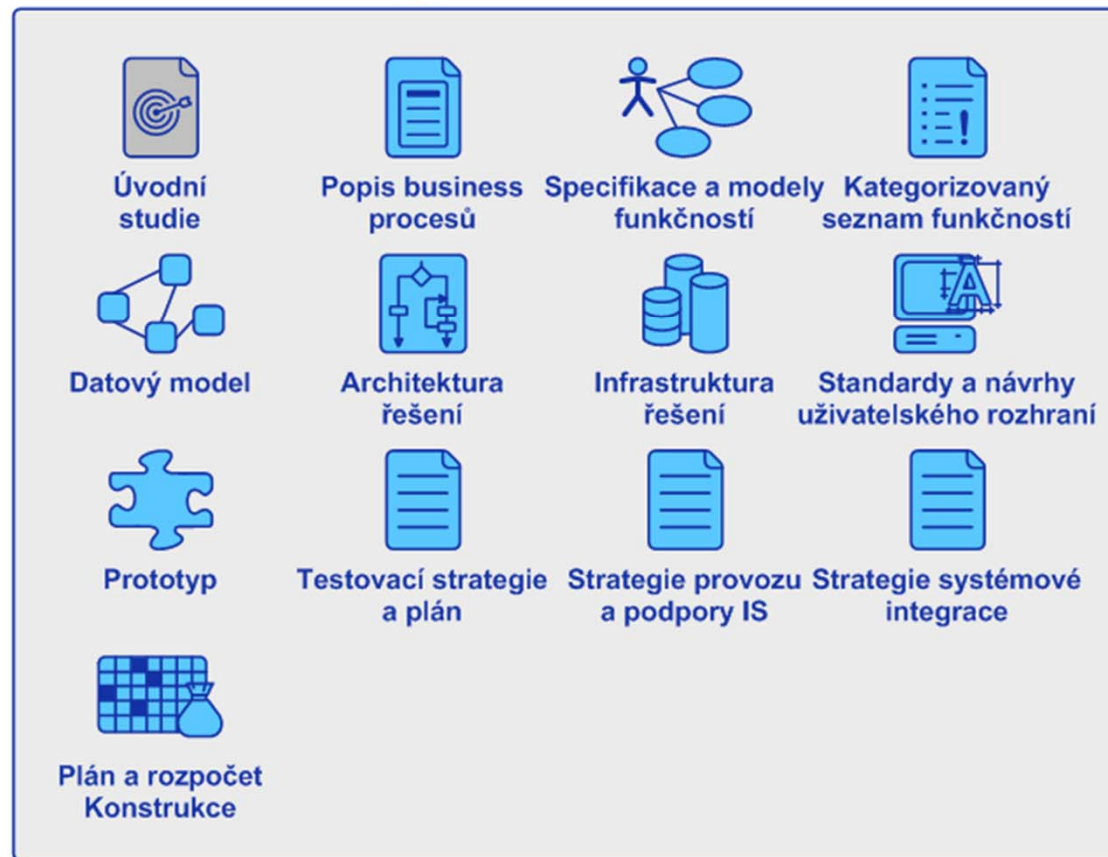 Úvodní
studie
Popis business
procesů
Specifikace a modely
funkčností
Kategorizovaný
seznam funkčností
Datový model
Architektura
řešení
Infrastruktura
řešení
A
Standardy a návrhy
uživatelského rozhraní
Prototyp
Testovací strategie
a plán
Strategie provozu
a podpory IS
Strategie systémové
integrace
Plán a rozpočet
Konstrukce